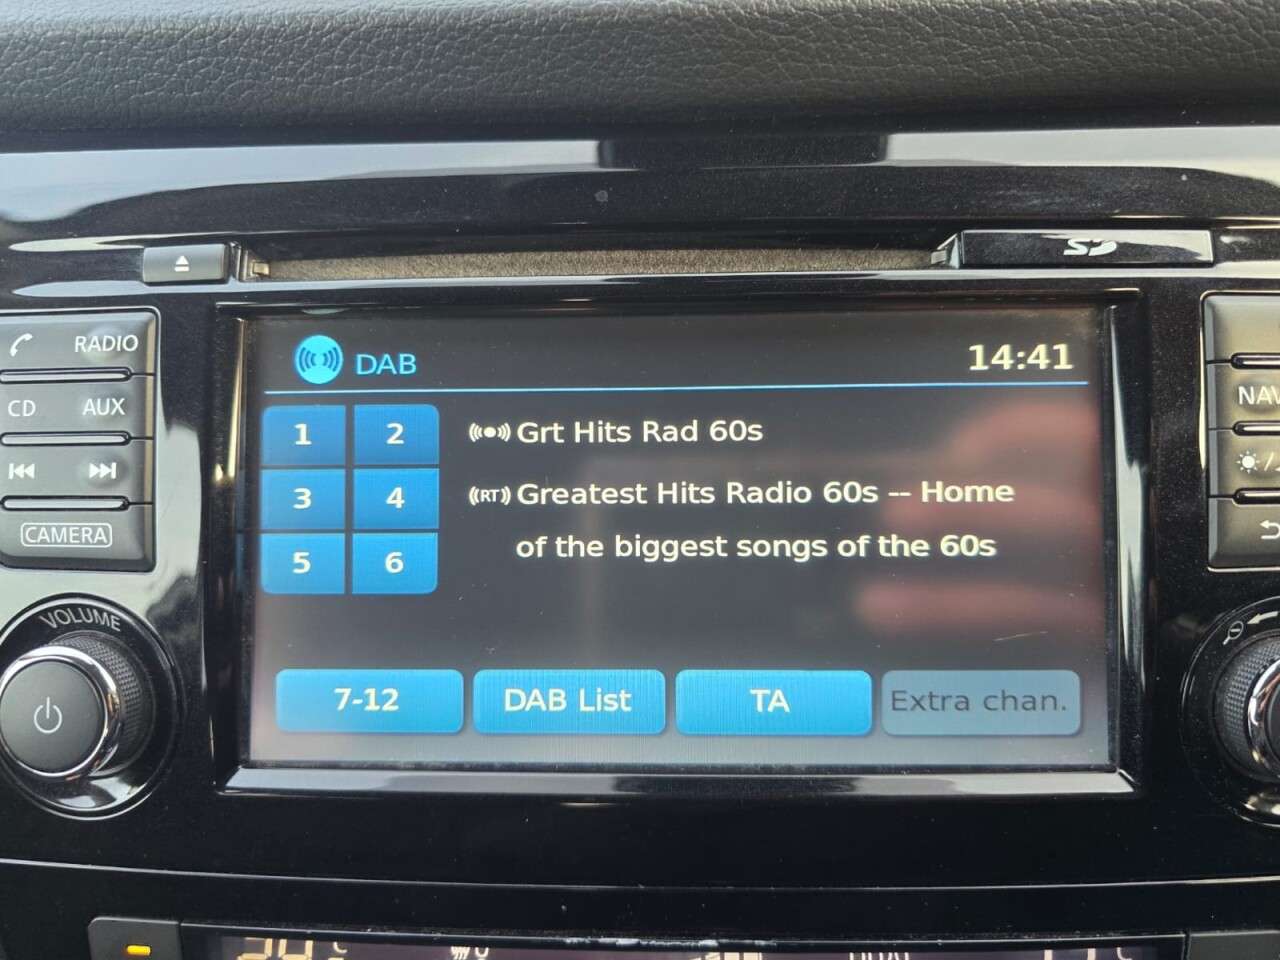 SD
RADIO
CD AUX
CAMERA
VOLUME
DAB 14:41
1 2
3 4
5 6
Grt Hits Rad 60s
RT Greatest Hits Radio 60s -- Home
of the biggest songs of the 60s
7-12 DAB List TA Extra chan.